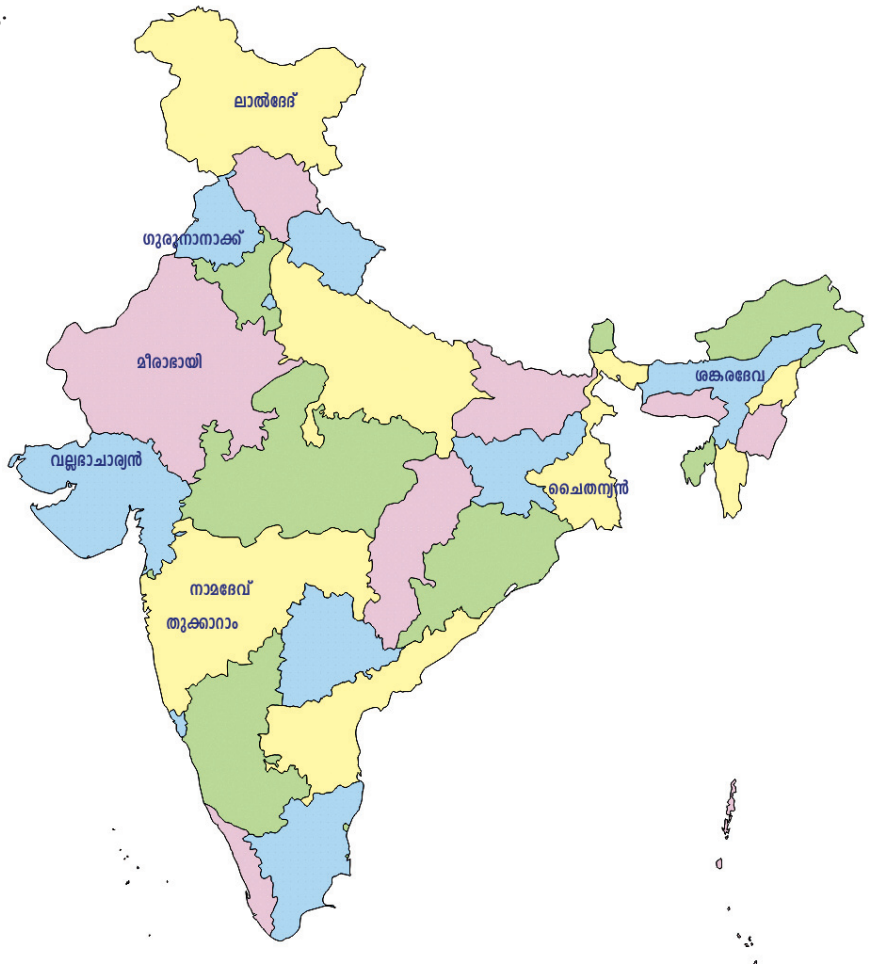 ലാൽദേദ്
ഗുരുനാനാക്ക്
മീരാഭായി
ശങ്കരദേവ
വല്ലഭാചാര്യൻ
ചൈതന്യൻ
നാമദേവ്
തുക്കാറാം